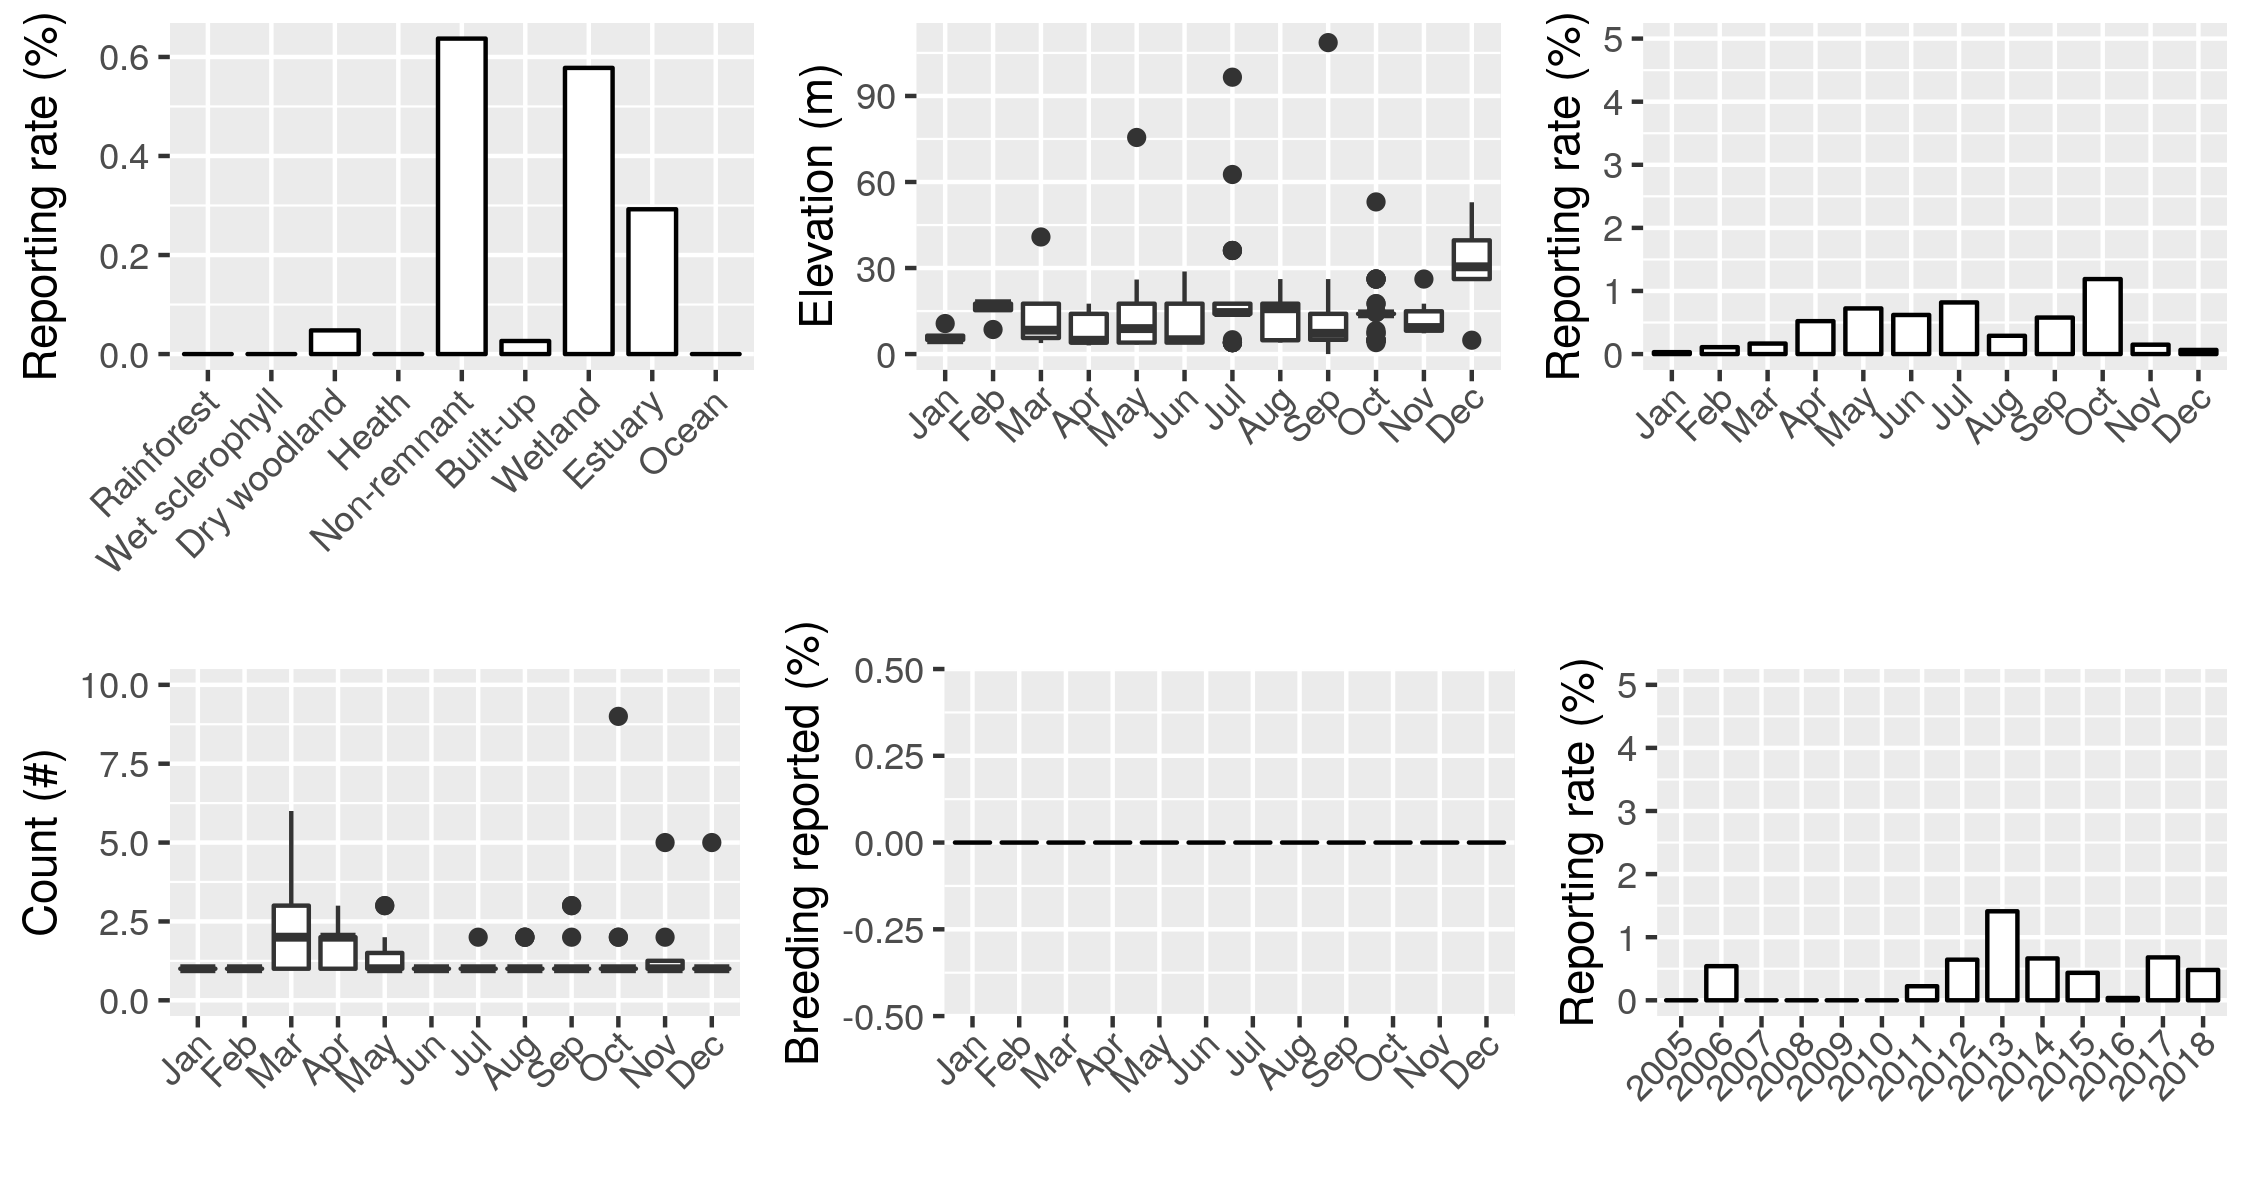 Reporting rate (%)
0.6
0.4
0.2
0.0
Rainforest
Wet sclerophyll
Dry woodland
Heath
Non-remnant
Built-up
Wetland
Estuary
Ocean
Elevation (m)
90
60
30
0
Jan
Feb
Mar
Apr
May
Jun
Jul
Aug
Sep
Oct
Nov
Dec
Reporting rate (%)
5
4
3
2
1
0
Jan
Feb
Mar
Apr
May
Jun
Jul
Aug
Sep
Oct
Nov
Dec
Count (#)
10.0
7.5
5.0
2.5
0.0
Jan
Feb
Mar
Apr
May
Jun
Jul
Aug
Sep
Oct
Nov
Dec
Breeding reported (%)
0.50
0.25
0.00
-0.25
-0.50
Jan
Feb
Mar
Apr
May
Jun
Jul
Aug
Sep
Oct
Nov
Dec
Reporting rate (%)
5
4
3
2
1
0
2005
2006
2007
2008
2009
2010
2011
2012
2013
2014
2015
2016
2017
2018